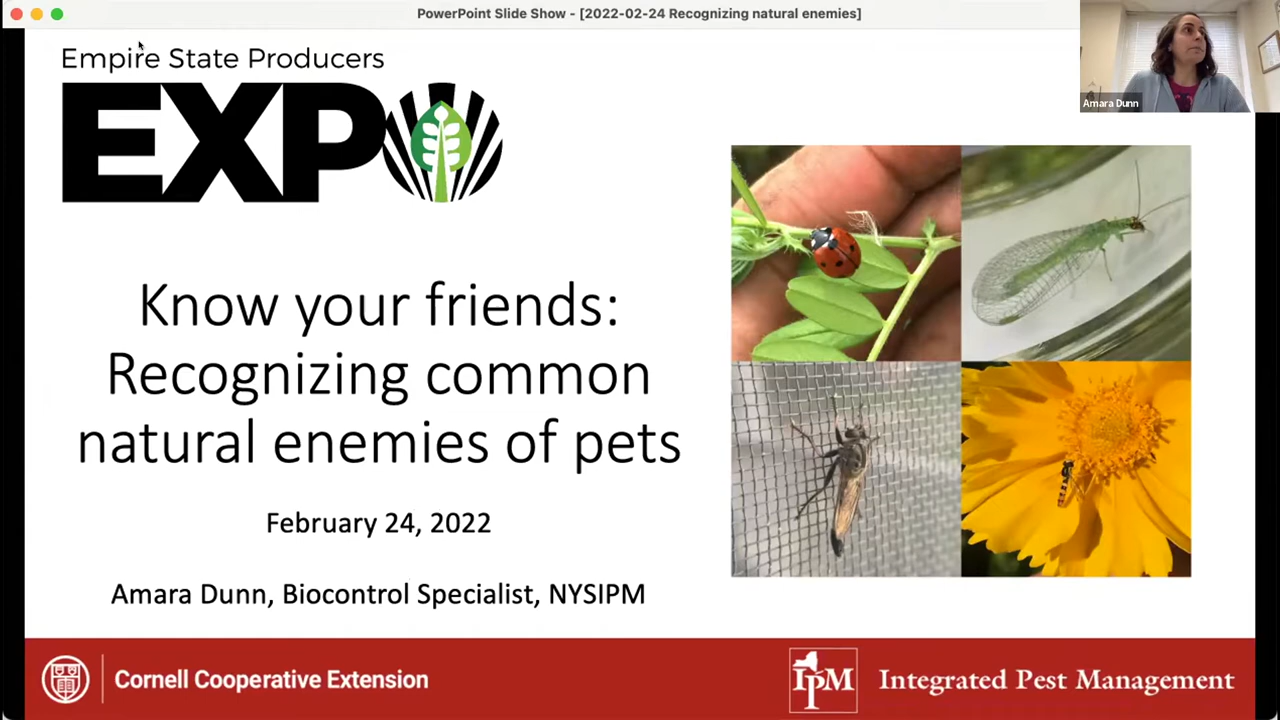 PowerPoint Slide Show - [2022-02-24 Recognizing natural enemies]
Amara Dunn
Empire State Producers
EXPO
Know your friends:
Recognizing common
natural enemies of pets
February 24, 2022
Amara Dunn, Biocontrol Specialist, NYSIPM
Cornell Cooperative Extension
IPM
Integrated Pest Management